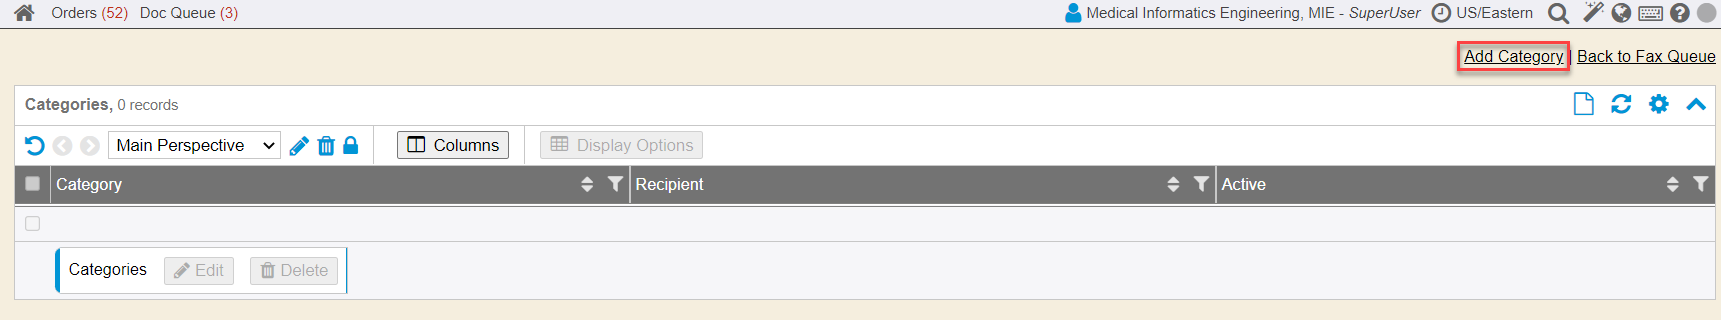 Orders (52) Doc Queue (3) Medical Informatics Engineering, MIE - SuperUser US/Eastern
Add Category | Back to Fax Queue
Categories, 0 records
Main Perspective Columns Display Options
Category Recipient Active
Categories Edit Delete